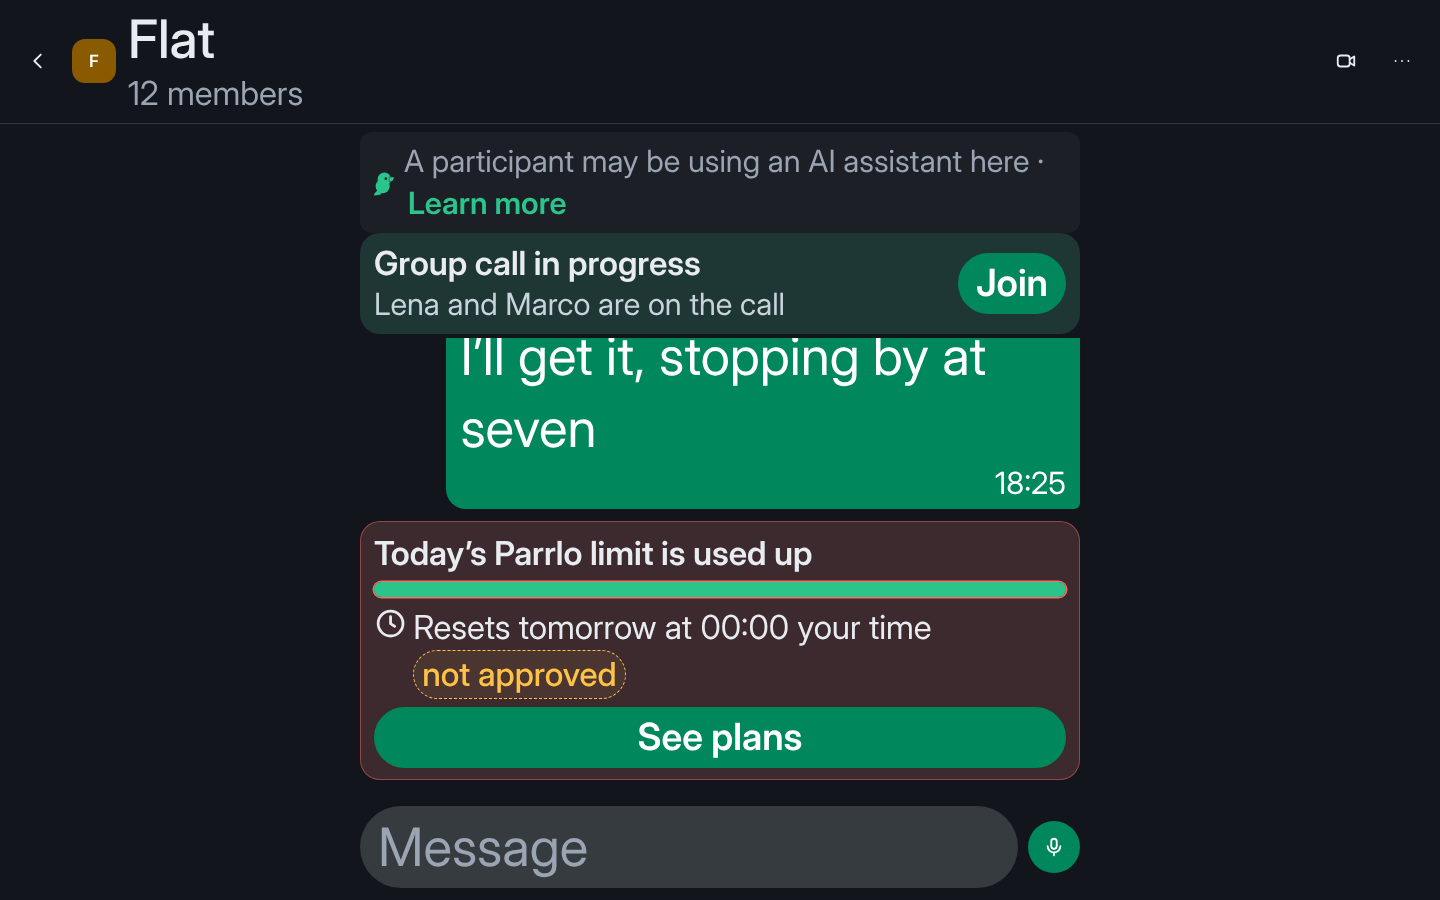 F
Flat
12 members
A participant may be using an AI assistant here ·
Learn more
Group call in progress
Lena and Marco are on the call
Join
I’ll get it, stopping by at
seven
18:25
Today’s Parrlo limit is used up
Resets tomorrow at 00:00 your time
not approved
See plans
Message